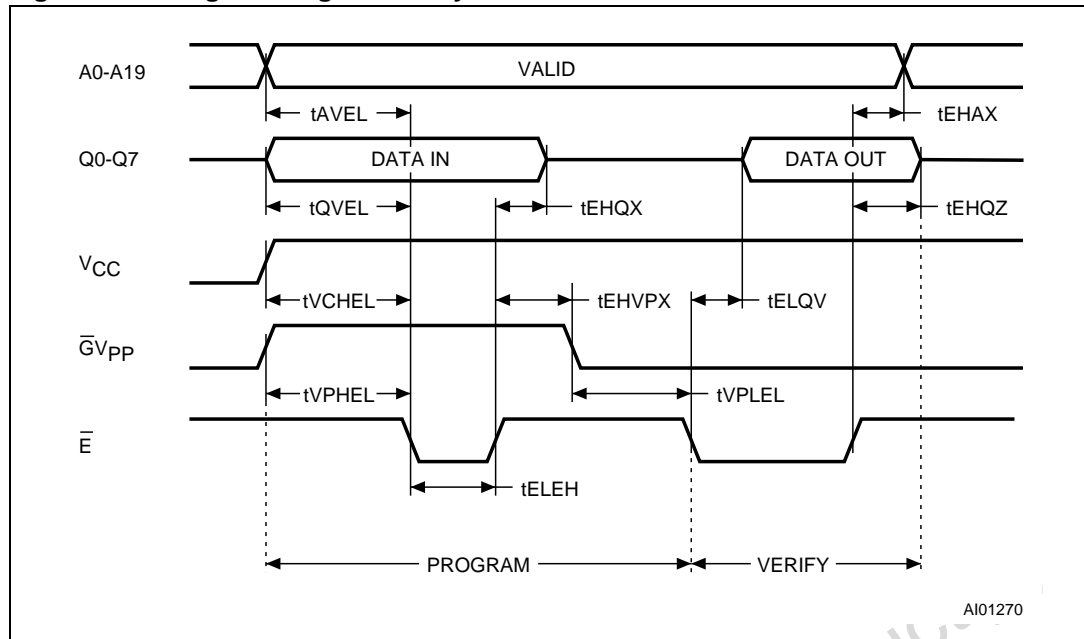 A0-A19
VALID
tAVEL
tEHAX
Q0-Q7
DATA IN
DATA OUT
tQVEL
tEHQX
tEHQZ
VCC
tVCHEL
tEHVPX
tELQV
G̅VPP
tVPHEL
tVPLEL
E̅
tELEH
PROGRAM
VERIFY
AI01270